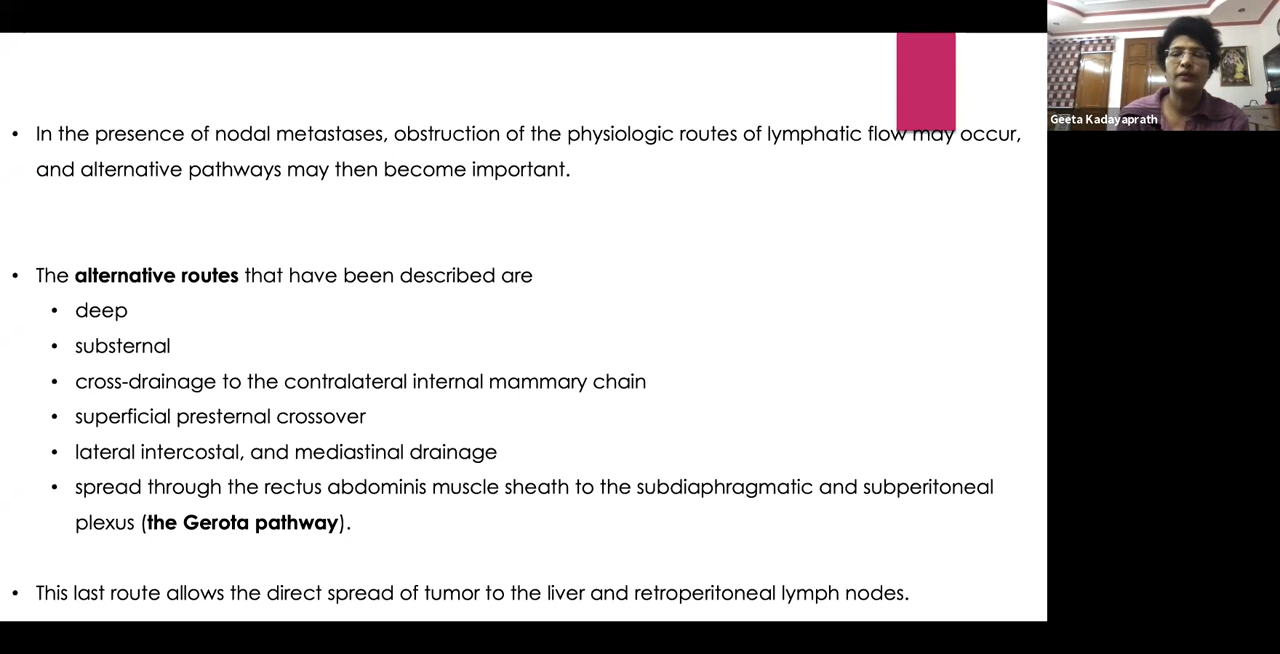 • In the presence of nodal metastases, obstruction of the physiologic routes of lymphatic flow may occur,
and alternative pathways may then become important.
• The alternative routes that have been described are
• deep
• substernal
• cross-drainage to the contralateral internal mammary chain
• superficial presternal crossover
• lateral intercostal, and mediastinal drainage
• spread through the rectus abdominis muscle sheath to the subdiaphragmatic and subperitoneal
plexus (the Gerota pathway).
• This last route allows the direct spread of tumor to the liver and retroperitoneal lymph nodes.
Geeta Kadayaprath